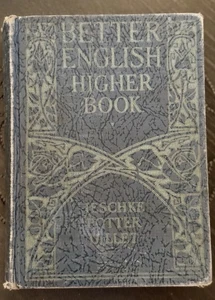 BETTER
ENGLISH
HIGHER
BOOK
JESCHKE
POTTER
GILLET